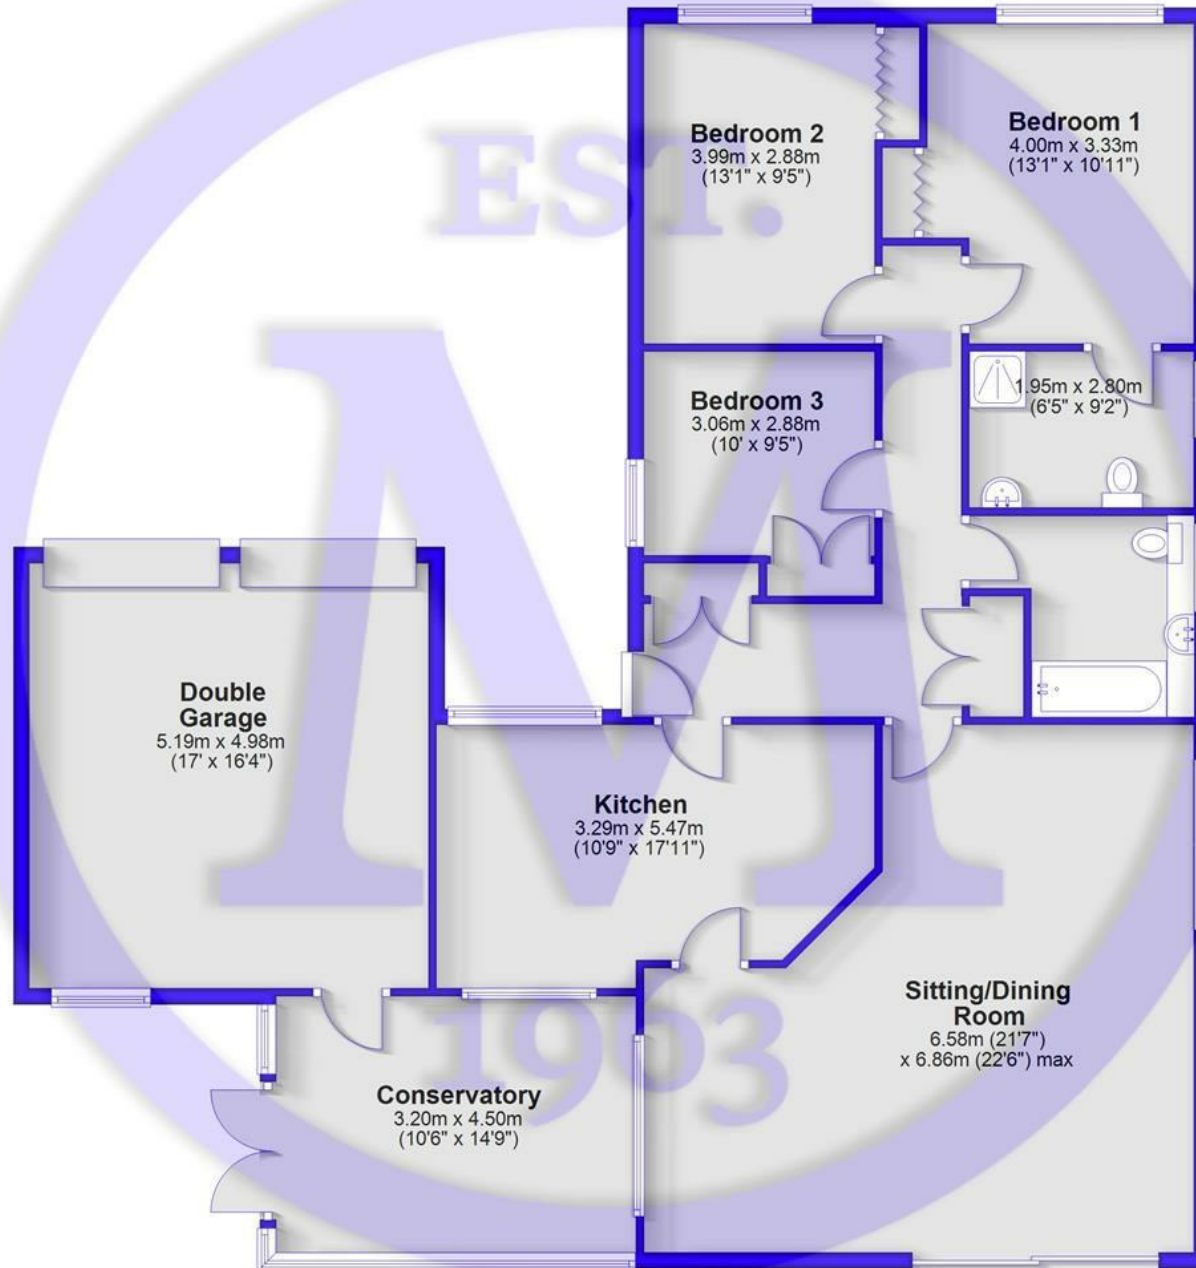 EST.
Bedroom 2
3.99m x 2.88m
(13'1" x 9'5")
Bedroom 1
4.00m x 3.33m
(13'1" x 10'11")
Bedroom 3
3.06m x 2.88m
(10' x 9'5")
1.95m x 2.80m
(6'5" x 9'2")
M
Double
Garage
5.19m x 4.98m
(17' x 16'4")
Kitchen
3.29m x 5.47m
(10'9" x 17'11")
Sitting/Dining
Room
6.58m (21'7")
x 6.86m (22'6") max
1963
Conservatory
3.20m x 4.50m
(10'6" x 14'9")